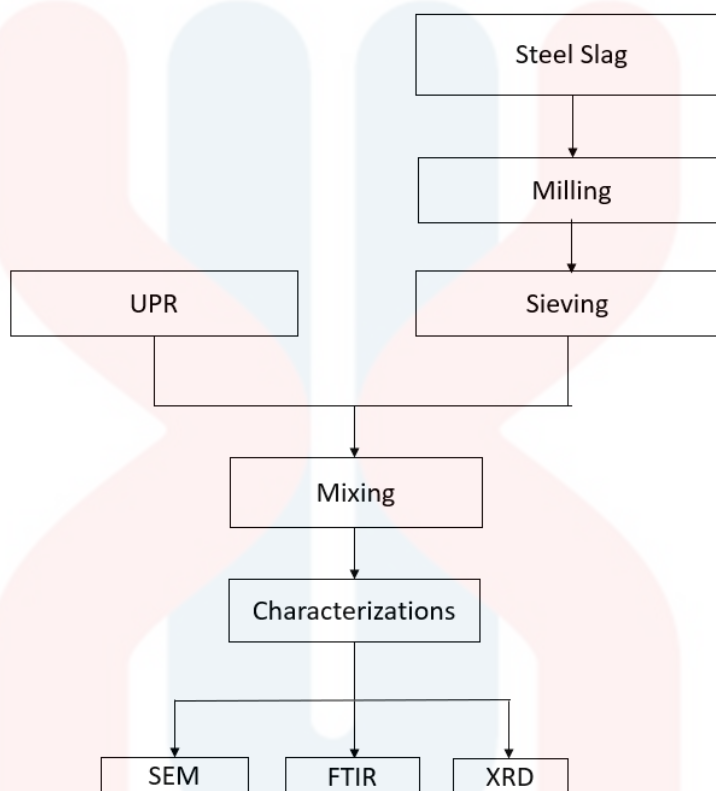 Steel Slag
Milling
UPR
Sieving
Mixing
Characterizations
SEM
FTIR
XRD